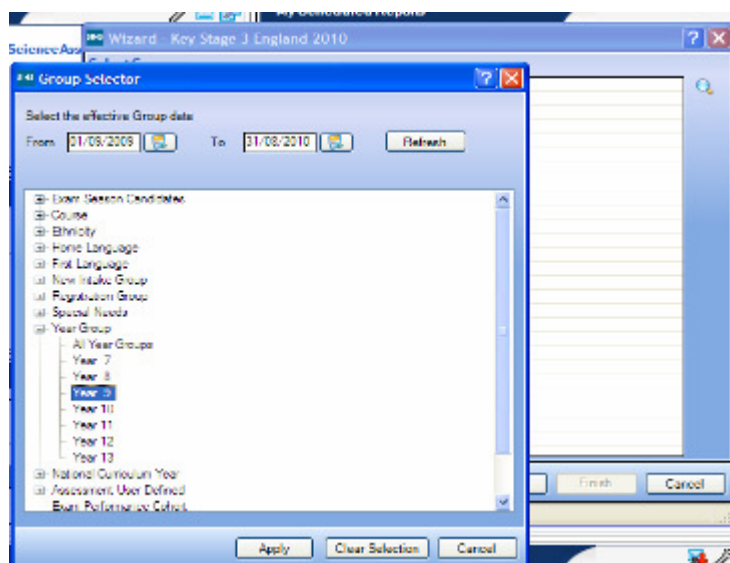 My Scheduled Reports
ScienceAss
Wizard - Key Stage 3 England 2010
Group Selector
Select the effective Group date
From 01/09/2009 To 31/08/2010 Refresh
Exam Season Candidates
Course
Ethnicity
Home Language
First Language
New intake Group
Registration Group
Special Needs
Year Group
All Year Groups
Year 7
Year 8
Year 9
Year 10
Year 11
Year 12
Year 13
National Curriculum Year
Assessment User Defined
Exam Performance Cohort
Finish Cancel
Apply Clear Selection Cancel